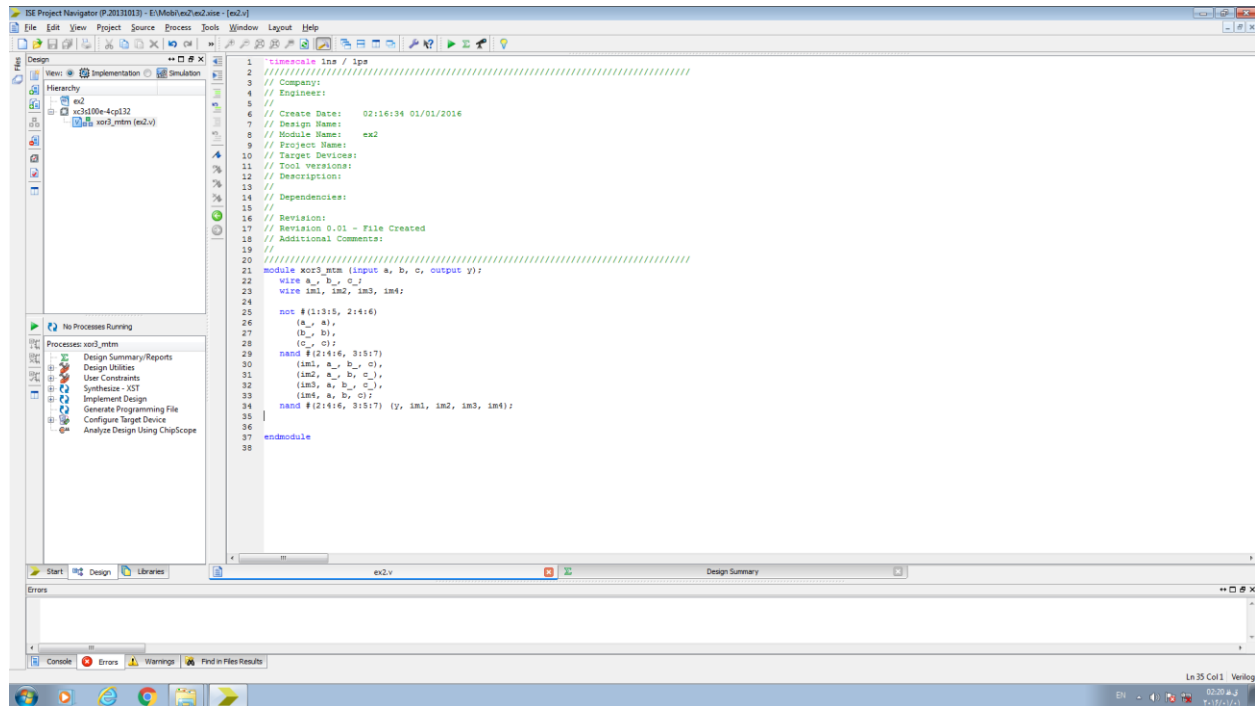 ISE Project Navigator (P.20131013) - E:\Mobi\ex2\ex2.xise - [ex2.v]
File Edit View Project Source Process Tools Window Layout Help
Files
Design
View: Implementation Simulation
Hierarchy
ex2
xc3s100e-4cp132
xor3_mtm (ex2.v)
No Processes Running
Processes: xor3_mtm
Design Summary/Reports
Design Utilities
User Constraints
Synthesize - XST
Implement Design
Generate Programming File
Configure Target Device
Analyze Design Using ChipScope
Start Design Libraries
1 `timescale 1ns / 1ps
2 //////////////////////////////////////////////////////////////////////////////////
3 // Company:
4 // Engineer:
5 //
6 // Create Date:    02:16:34 01/01/2016
7 // Design Name:
8 // Module Name:    ex2
9 // Project Name:
10 // Target Devices:
11 // Tool versions:
12 // Description:
13 //
14 // Dependencies:
15 //
16 // Revision:
17 // Revision 0.01 - File Created
18 // Additional Comments:
19 //
20 //////////////////////////////////////////////////////////////////////////////////
21 module xor3_mtm (input a, b, c, output y);
22 wire a_, b_, c_;
23 wire im1, im2, im3, im4;
24
25 not #(1:3:5, 2:4:6)
26 (a_, a),
27 (b_, b),
28 (c_, c);
29 nand #(2:4:6, 3:5:7)
30 (im1, a_, b_, c),
31 (im2, a_, b, c_),
32 (im3, a, b_, c_),
33 (im4, a, b, c);
34 nand #(2:4:6, 3:5:7) (y, im1, im2, im3, im4);
35
36
37 endmodule
38
ex2.v Design Summary
Errors
Console Errors Warnings Find in Files Results
Ln 35 Col 1 Verilog
EN
02:20
٢٠١٦/٠١/٠١